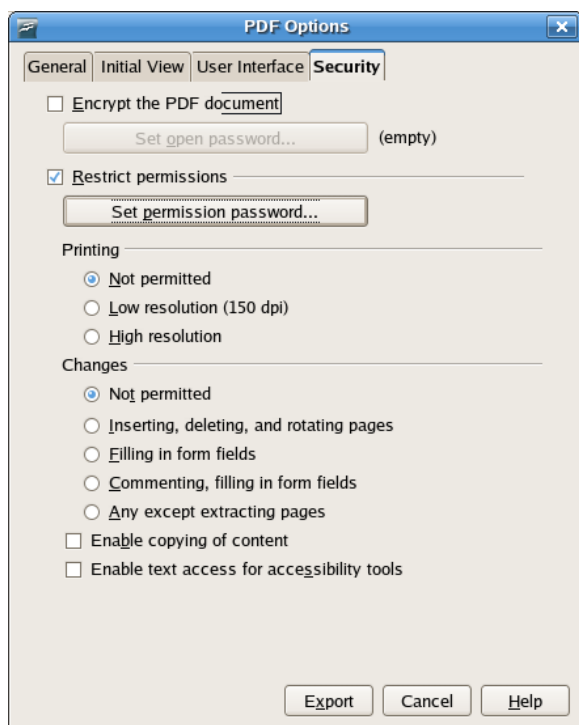 PDF Options
General Initial View User Interface Security
Encrypt the PDF document
Set open password... (empty)
Restrict permissions
Set permission password...
Printing
Not permitted
Low resolution (150 dpi)
High resolution
Changes
Not permitted
Inserting, deleting, and rotating pages
Filling in form fields
Commenting, filling in form fields
Any except extracting pages
Enable copying of content
Enable text access for accessibility tools
Export Cancel Help